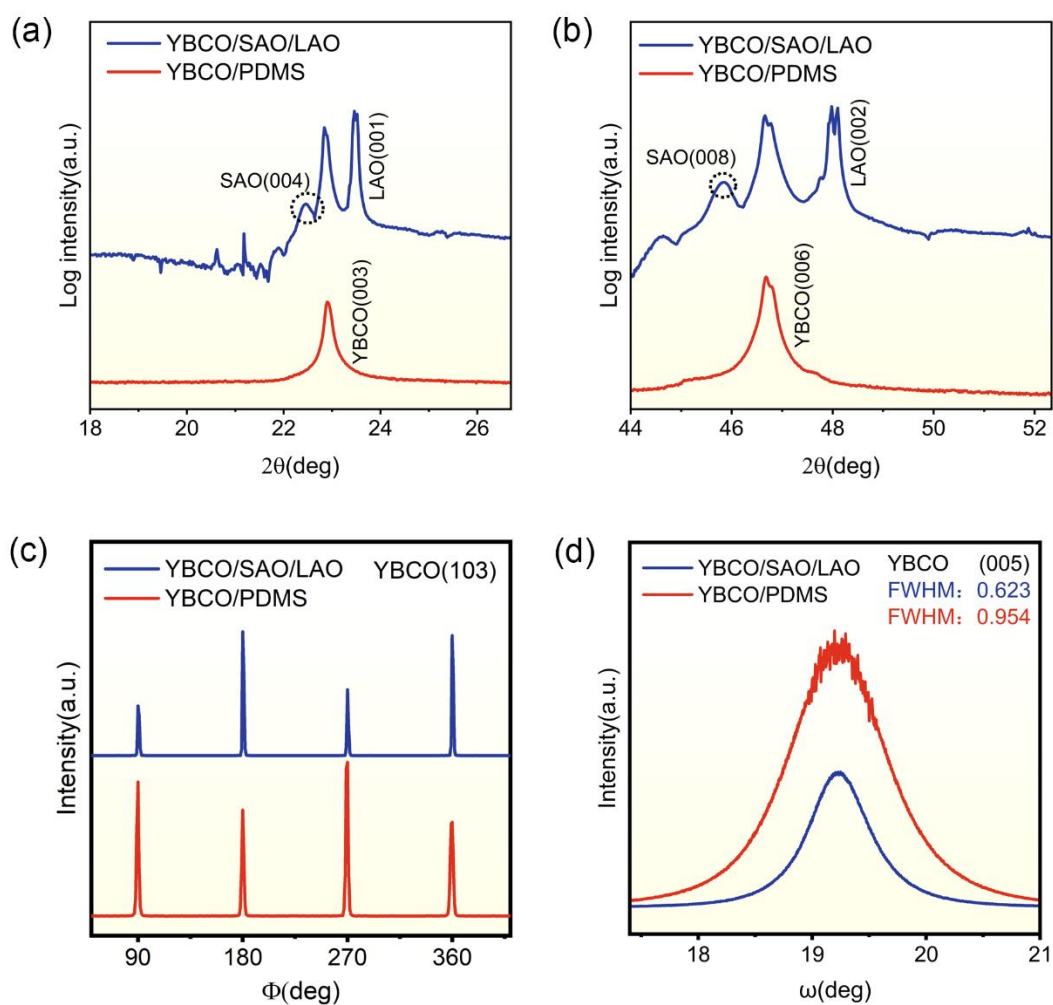 (a)
YBCO/SAO/LAO
YBCO/PDMS
SAO(004)
LAO(001)
YBCO(003)
Log intensity(a.u.)
18 20 22 24 26
2θ(deg)
(b)
YBCO/SAO/LAO
YBCO/PDMS
SAO(008)
LAO(002)
YBCO(006)
Log intensity(a.u.)
44 46 48 50 52
2θ(deg)
(c)
YBCO/SAO/LAO YBCO(103)
YBCO/PDMS
Intensity(a.u.)
90 180 270 360
Φ(deg)
(d)
YBCO/SAO/LAO YBCO (005)
YBCO/PDMS FWHM：0.623
FWHM：0.954
Intensity(a.u.)
18 19 20 21
ω(deg)